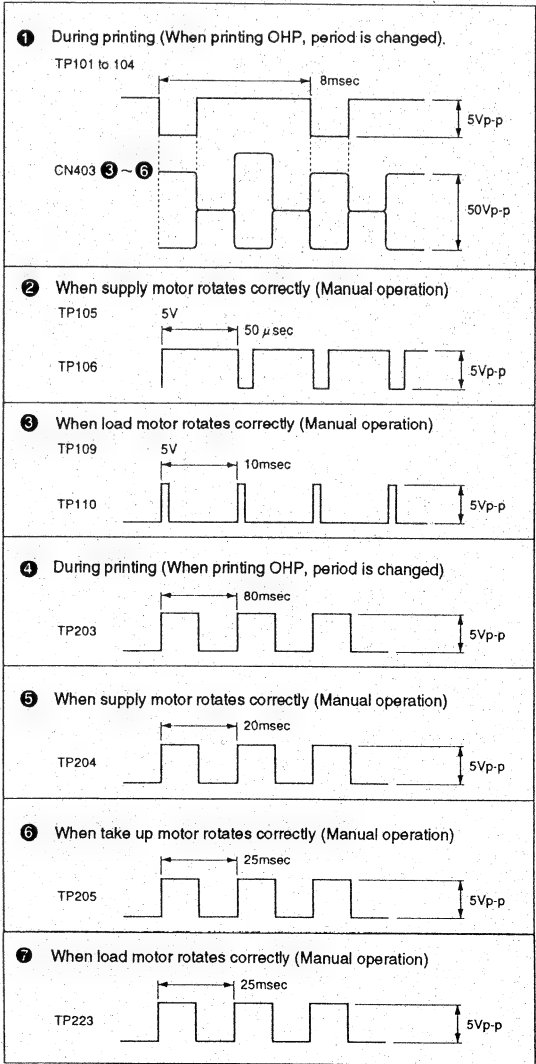 ❶ During printing (When printing OHP, period is changed).
TP101 to 104
8msec
5Vp-p
CN403 ❸ ~ ❻
50Vp-p
❷ When supply motor rotates correctly (Manual operation)
TP105 5V
50 μsec
TP106
5Vp-p
❸ When load motor rotates correctly (Manual operation)
TP109 5V
10msec
TP110
5Vp-p
❹ During printing (When printing OHP, period is changed)
80msec
TP203
5Vp-p
❺ When supply motor rotates correctly (Manual operation)
20msec
TP204
5Vp-p
❻ When take up motor rotates correctly (Manual operation)
25msec
TP205
5Vp-p
❼ When load motor rotates correctly (Manual operation)
25msec
TP223
5Vp-p